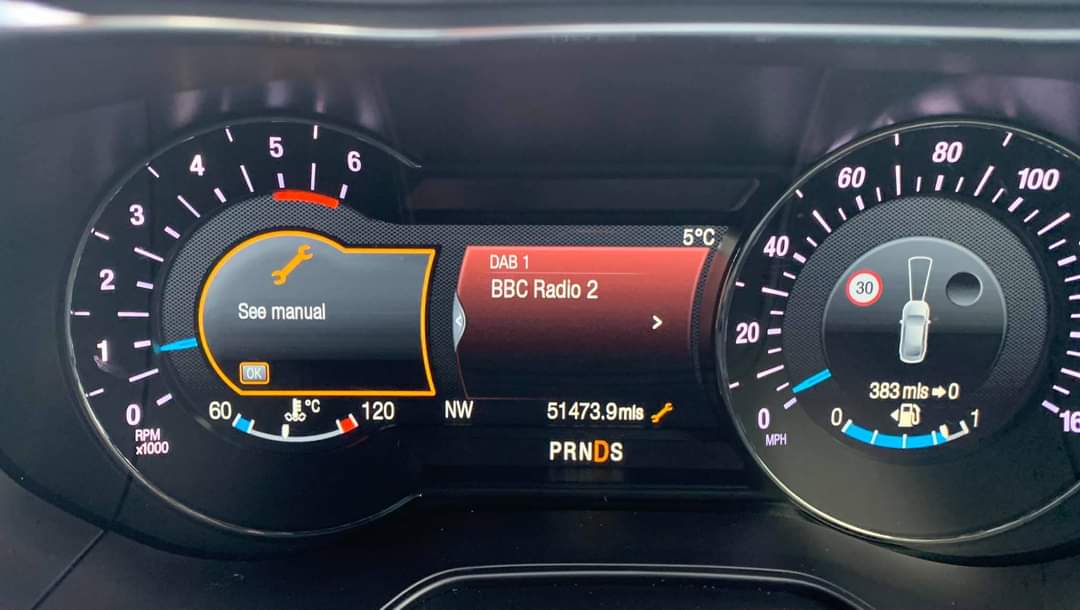 5
6
4
3
2
1
0
RPM
x1000
See manual
OK
60
°C
120
5°C
DAB 1
BBC Radio 2
NW
51473.9mls
PRNDS
80
60
100
40
20
0
MPH
30
383 mls 0
0
1